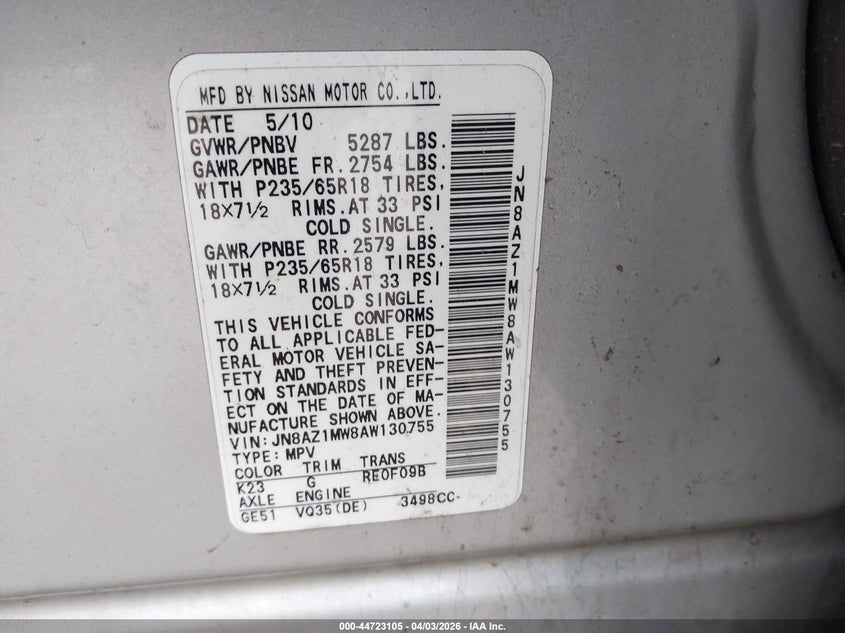 MFD BY NISSAN MOTOR CO.,LTD.
DATE 5/10
GVWR/PNBV 5287 LBS.
GAWR/PNBE FR. 2754 LBS.
WITH P235/65R18 TIRES,
18X7½ RIMS.AT 33 PSI
COLD SINGLE.
GAWR/PNBE RR. 2579 LBS.
WITH P235/65R18 TIRES,
18X7½ RIMS.AT 33 PSI
COLD SINGLE.
THIS VEHICLE CONFORMS
TO ALL APPLICABLE FED-
ERAL MOTOR VEHICLE SA-
FETY AND THEFT PREVEN-
TION STANDARDS IN EFF-
ECT ON THE DATE OF MA-
NUFACTURE SHOWN ABOVE.
VIN:JN8AZ1MW8AW130755
TYPE: MPV
COLOR TRIM TRANS
K23 G RE0F09B
AXLE ENGINE
GE51 VQ35(DE) 3498CC
JN8AZ1MW8AW130755
000-44723105 | 04/03/2026 - IAA Inc.